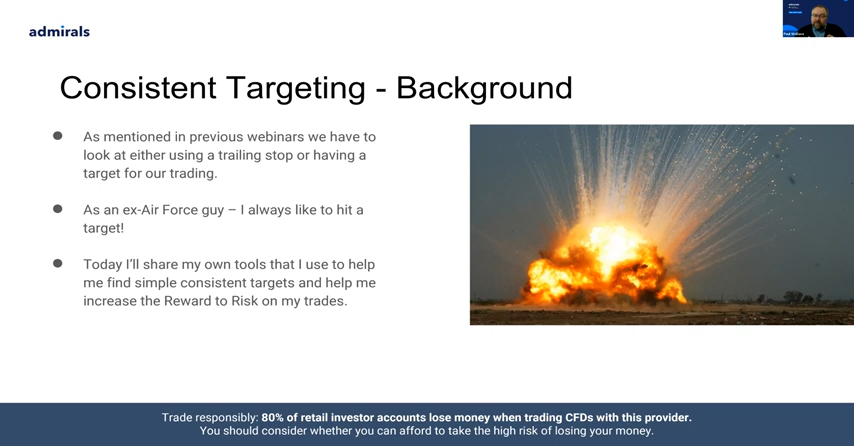 admirals
Consistent Targeting - Background
● As mentioned in previous webinars we have to
look at either using a trailing stop or having a
target for our trading.
● As an ex-Air Force guy – I always like to hit a
target!
● Today I'll share my own tools that I use to help
me find simple consistent targets and help me
increase the Reward to Risk on my trades.
Trade responsibly: 80% of retail investor accounts lose money when trading CFDs with this provider.
You should consider whether you can afford to take the high risk of losing your money.